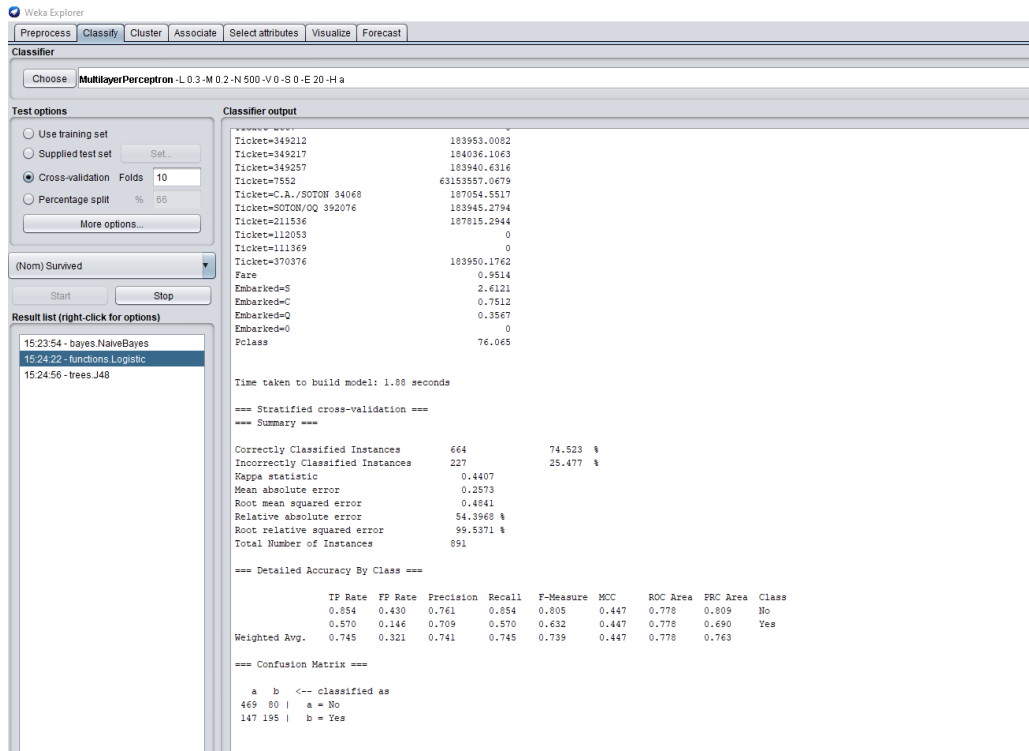 Weka Explorer
Preprocess Classify Cluster Associate Select attributes Visualize Forecast
Classifier
Choose MultilayerPerceptron -L 0.3 -M 0.2 -N 500 -V 0 -S 0 -E 20 -H a
Test options
Use training set
Supplied test set Set...
Cross-validation Folds 10
Percentage split % 66
More options...
(Nom) Survived
Start Stop
Result list (right-click for options)
15:23:54 - bayes.NaiveBayes
15:24:22 - functions.Logistic
15:24:56 - trees.J48
Classifier output
Ticket=349212 183953.0082
Ticket=349217 184036.1063
Ticket=349257 183940.6316
Ticket=7552 63153557.0679
Ticket=C.A./SOTON 34068 187054.5517
Ticket=SOTON/OQ 392076 183945.2794
Ticket=211536 187815.2944
Ticket=112053 0
Ticket=111369 0
Ticket=370376 183950.1762
Fare 0.9514
Embarked=S 2.6121
Embarked=C 0.7512
Embarked=Q 0.3567
Embarked=0 0
Pclass 76.065
Time taken to build model: 1.88 seconds
=== Stratified cross-validation ===
=== Summary ===
Correctly Classified Instances 664 74.523 %
Incorrectly Classified Instances 227 25.477 %
Kappa statistic 0.4407
Mean absolute error 0.2573
Root mean squared error 0.4841
Relative absolute error 54.3968 %
Root relative squared error 99.5371 %
Total Number of Instances 891
=== Detailed Accuracy By Class ===
TP Rate FP Rate Precision Recall F-Measure MCC ROC Area PRC Area Class
0.854 0.430 0.761 0.854 0.805 0.447 0.778 0.809 No
0.570 0.146 0.709 0.570 0.632 0.447 0.778 0.690 Yes
Weighted Avg. 0.745 0.321 0.741 0.745 0.739 0.447 0.778 0.763
=== Confusion Matrix ===
a b <-- classified as
469 80 | a = No
147 195 | b = Yes